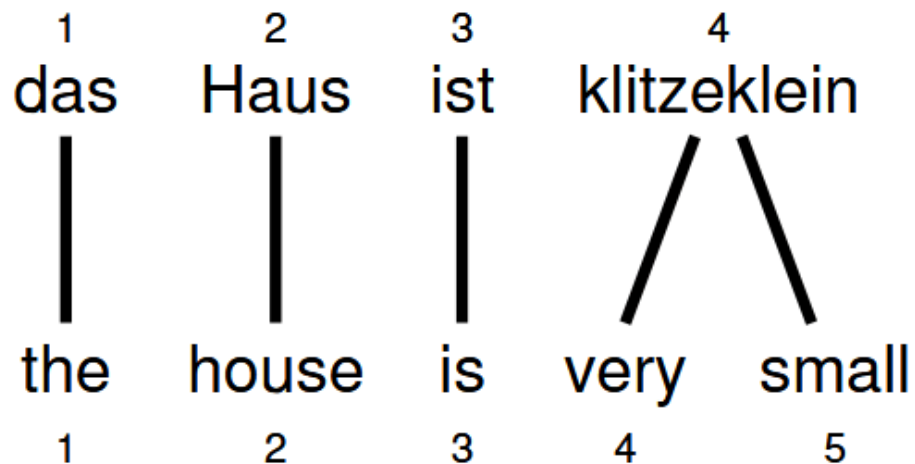 1 2 3 4
das Haus ist klitzeklein
the house is very small
1 2 3 4 5